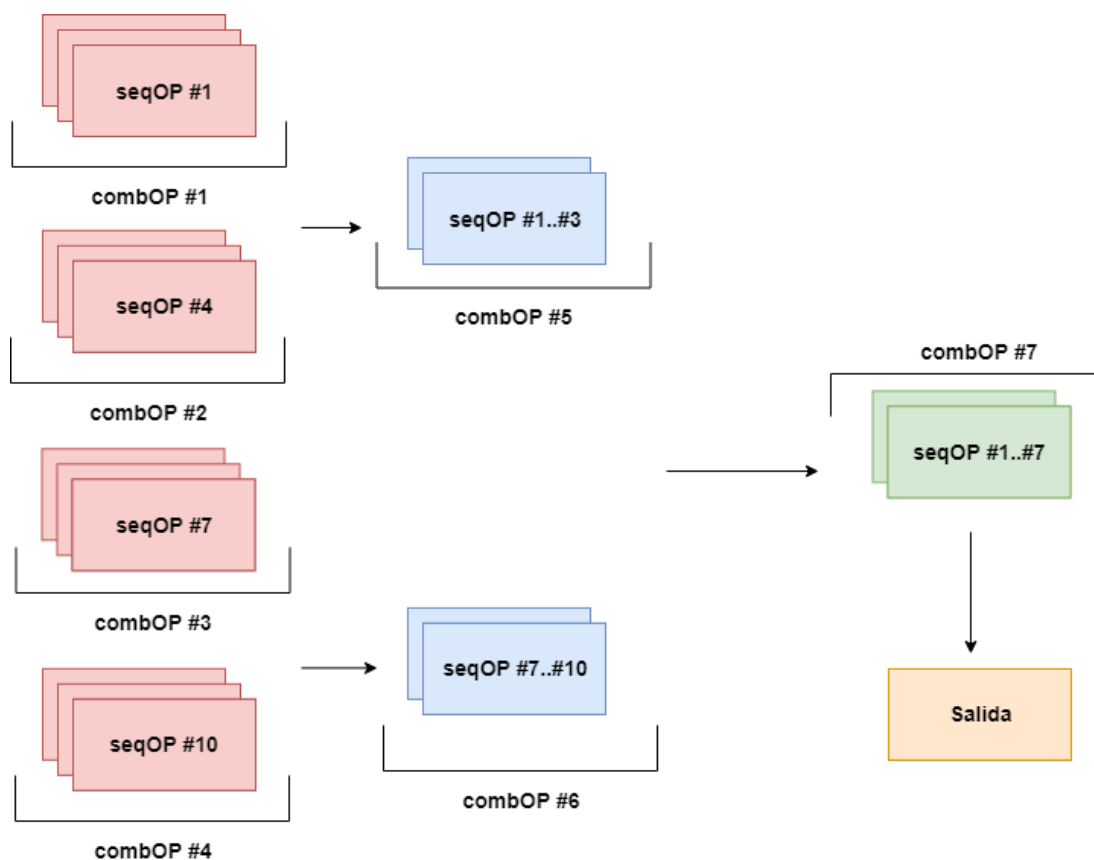 seqOP #1
combOP #1
seqOP #4
combOP #2
seqOP #7
combOP #3
seqOP #10
combOP #4
seqOP #1..#3
combOP #5
seqOP #7..#10
combOP #6
combOP #7
seqOP #1..#7
Salida